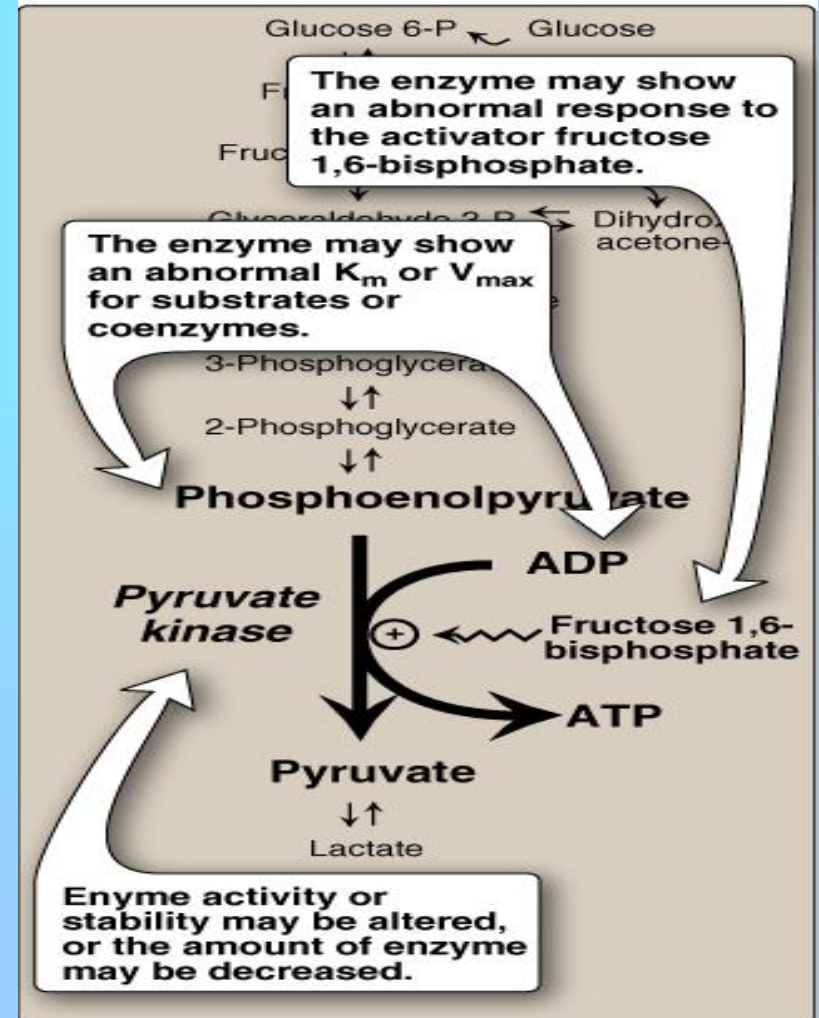 Glucose 6-P Glucose
The enzyme may show
an abnormal response to
the activator fructose
1,6-bisphosphate.
The enzyme may show
an abnormal Km or Vmax
for substrates or
coenzymes.
2-Phosphoglycerate
Phosphoenolpyruvate
ADP
Pyruvate
kinase
+
Fructose 1,6-
bisphosphate
ATP
Pyruvate
Lactate
Enyme activity or
stability may be altered,
or the amount of enzyme
may be decreased.